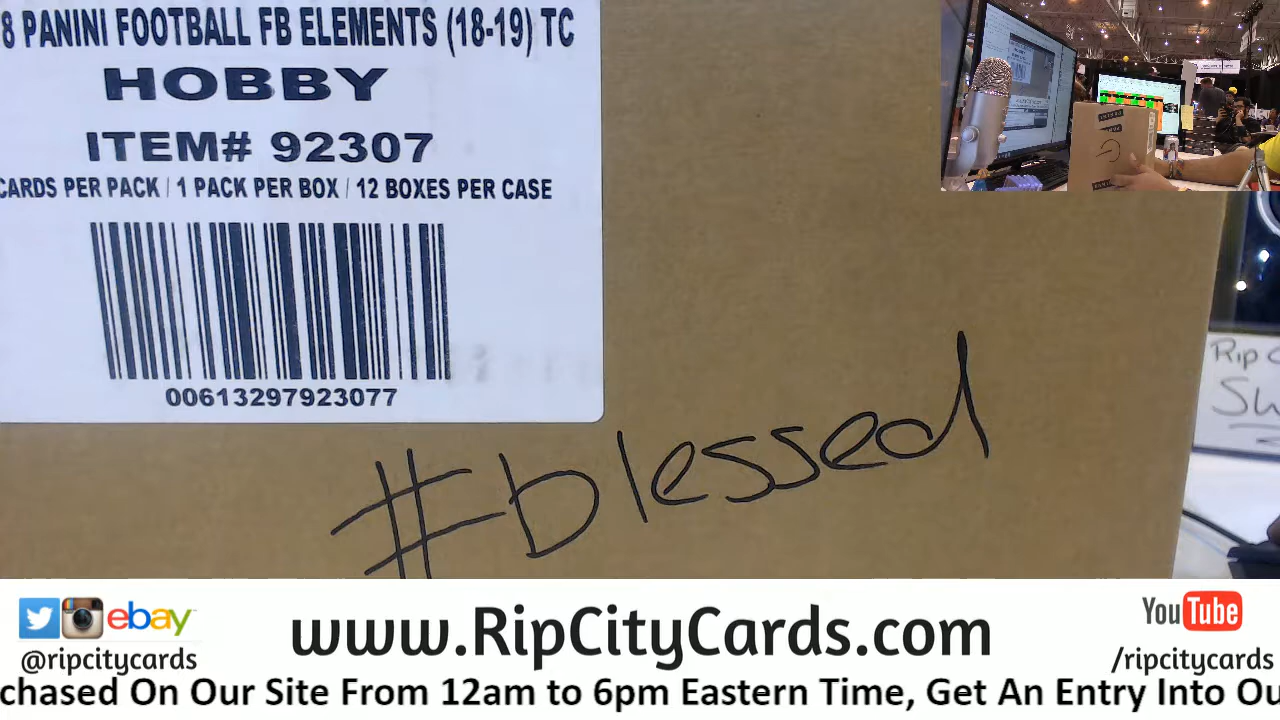 8 PANINI FOOTBALL FB ELEMENTS (18-19) TC
HOBBY
ITEM# 92307
CARDS PER PACK / 1 PACK PER BOX / 12 BOXES PER CASE
00613297923077
#blessed
RIP
ebay
@ripcitycards
www.RipCityCards.com
YouTube
/ripcitycards
chased On Our Site From 12am to 6pm Eastern Time, Get An Entry Into Ou